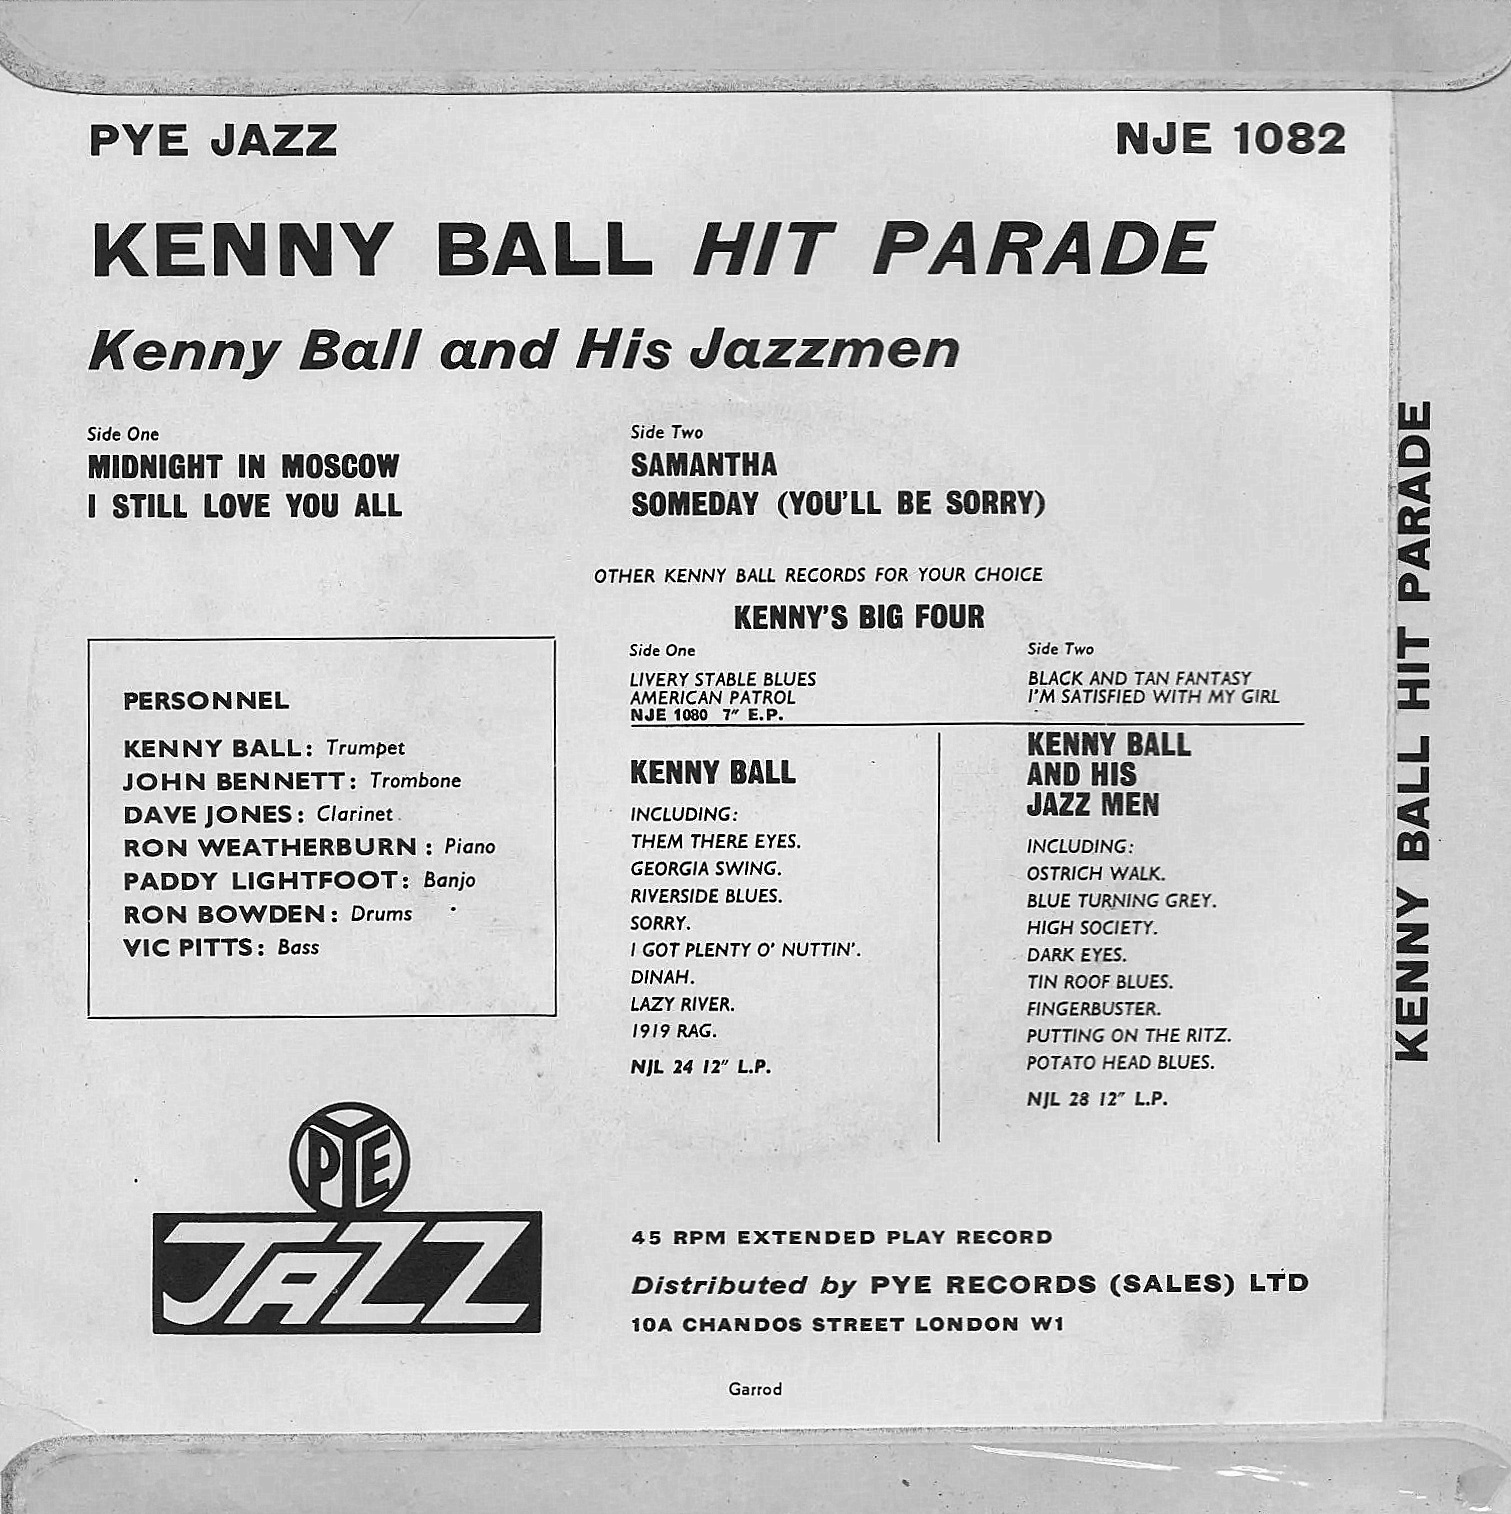 PYE JAZZ
NJE 1082
KENNY BALL HIT PARADE
Kenny Ball and His Jazzmen
Side One
MIDNIGHT IN MOSCOW
I STILL LOVE YOU ALL
Side Two
SAMANTHA
SOMEDAY (YOU'LL BE SORRY)
PERSONNEL
KENNY BALL: Trumpet
JOHN BENNETT: Trombone
DAVE JONES: Clarinet
RON WEATHERBURN: Piano
PADDY LIGHTFOOT: Banjo
RON BOWDEN: Drums
VIC PITTS: Bass
OTHER KENNY BALL RECORDS FOR YOUR CHOICE
KENNY'S BIG FOUR
Side One
LIVERY STABLE BLUES
AMERICAN PATROL
NJE 1080 7" E.P.
Side Two
BLACK AND TAN FANTASY
I'M SATISFIED WITH MY GIRL
KENNY BALL
INCLUDING:
THEM THERE EYES.
GEORGIA SWING.
RIVERSIDE BLUES.
SORRY.
I GOT PLENTY O' NUTTIN'.
DINAH.
LAZY RIVER.
1919 RAG.
NJL 24 12" L.P.
KENNY BALL
AND HIS
JAZZ MEN
INCLUDING:
OSTRICH WALK.
BLUE TURNING GREY.
HIGH SOCIETY.
DARK EYES.
TIN ROOF BLUES.
FINGERBUSTER.
PUTTING ON THE RITZ.
POTATO HEAD BLUES.
NJL 28 12" L.P.
PYE
JAZZ
45 RPM EXTENDED PLAY RECORD
Distributed by PYE RECORDS (SALES) LTD
10A CHANDOS STREET LONDON W1
Garrod
KENNY BALL HIT PARADE